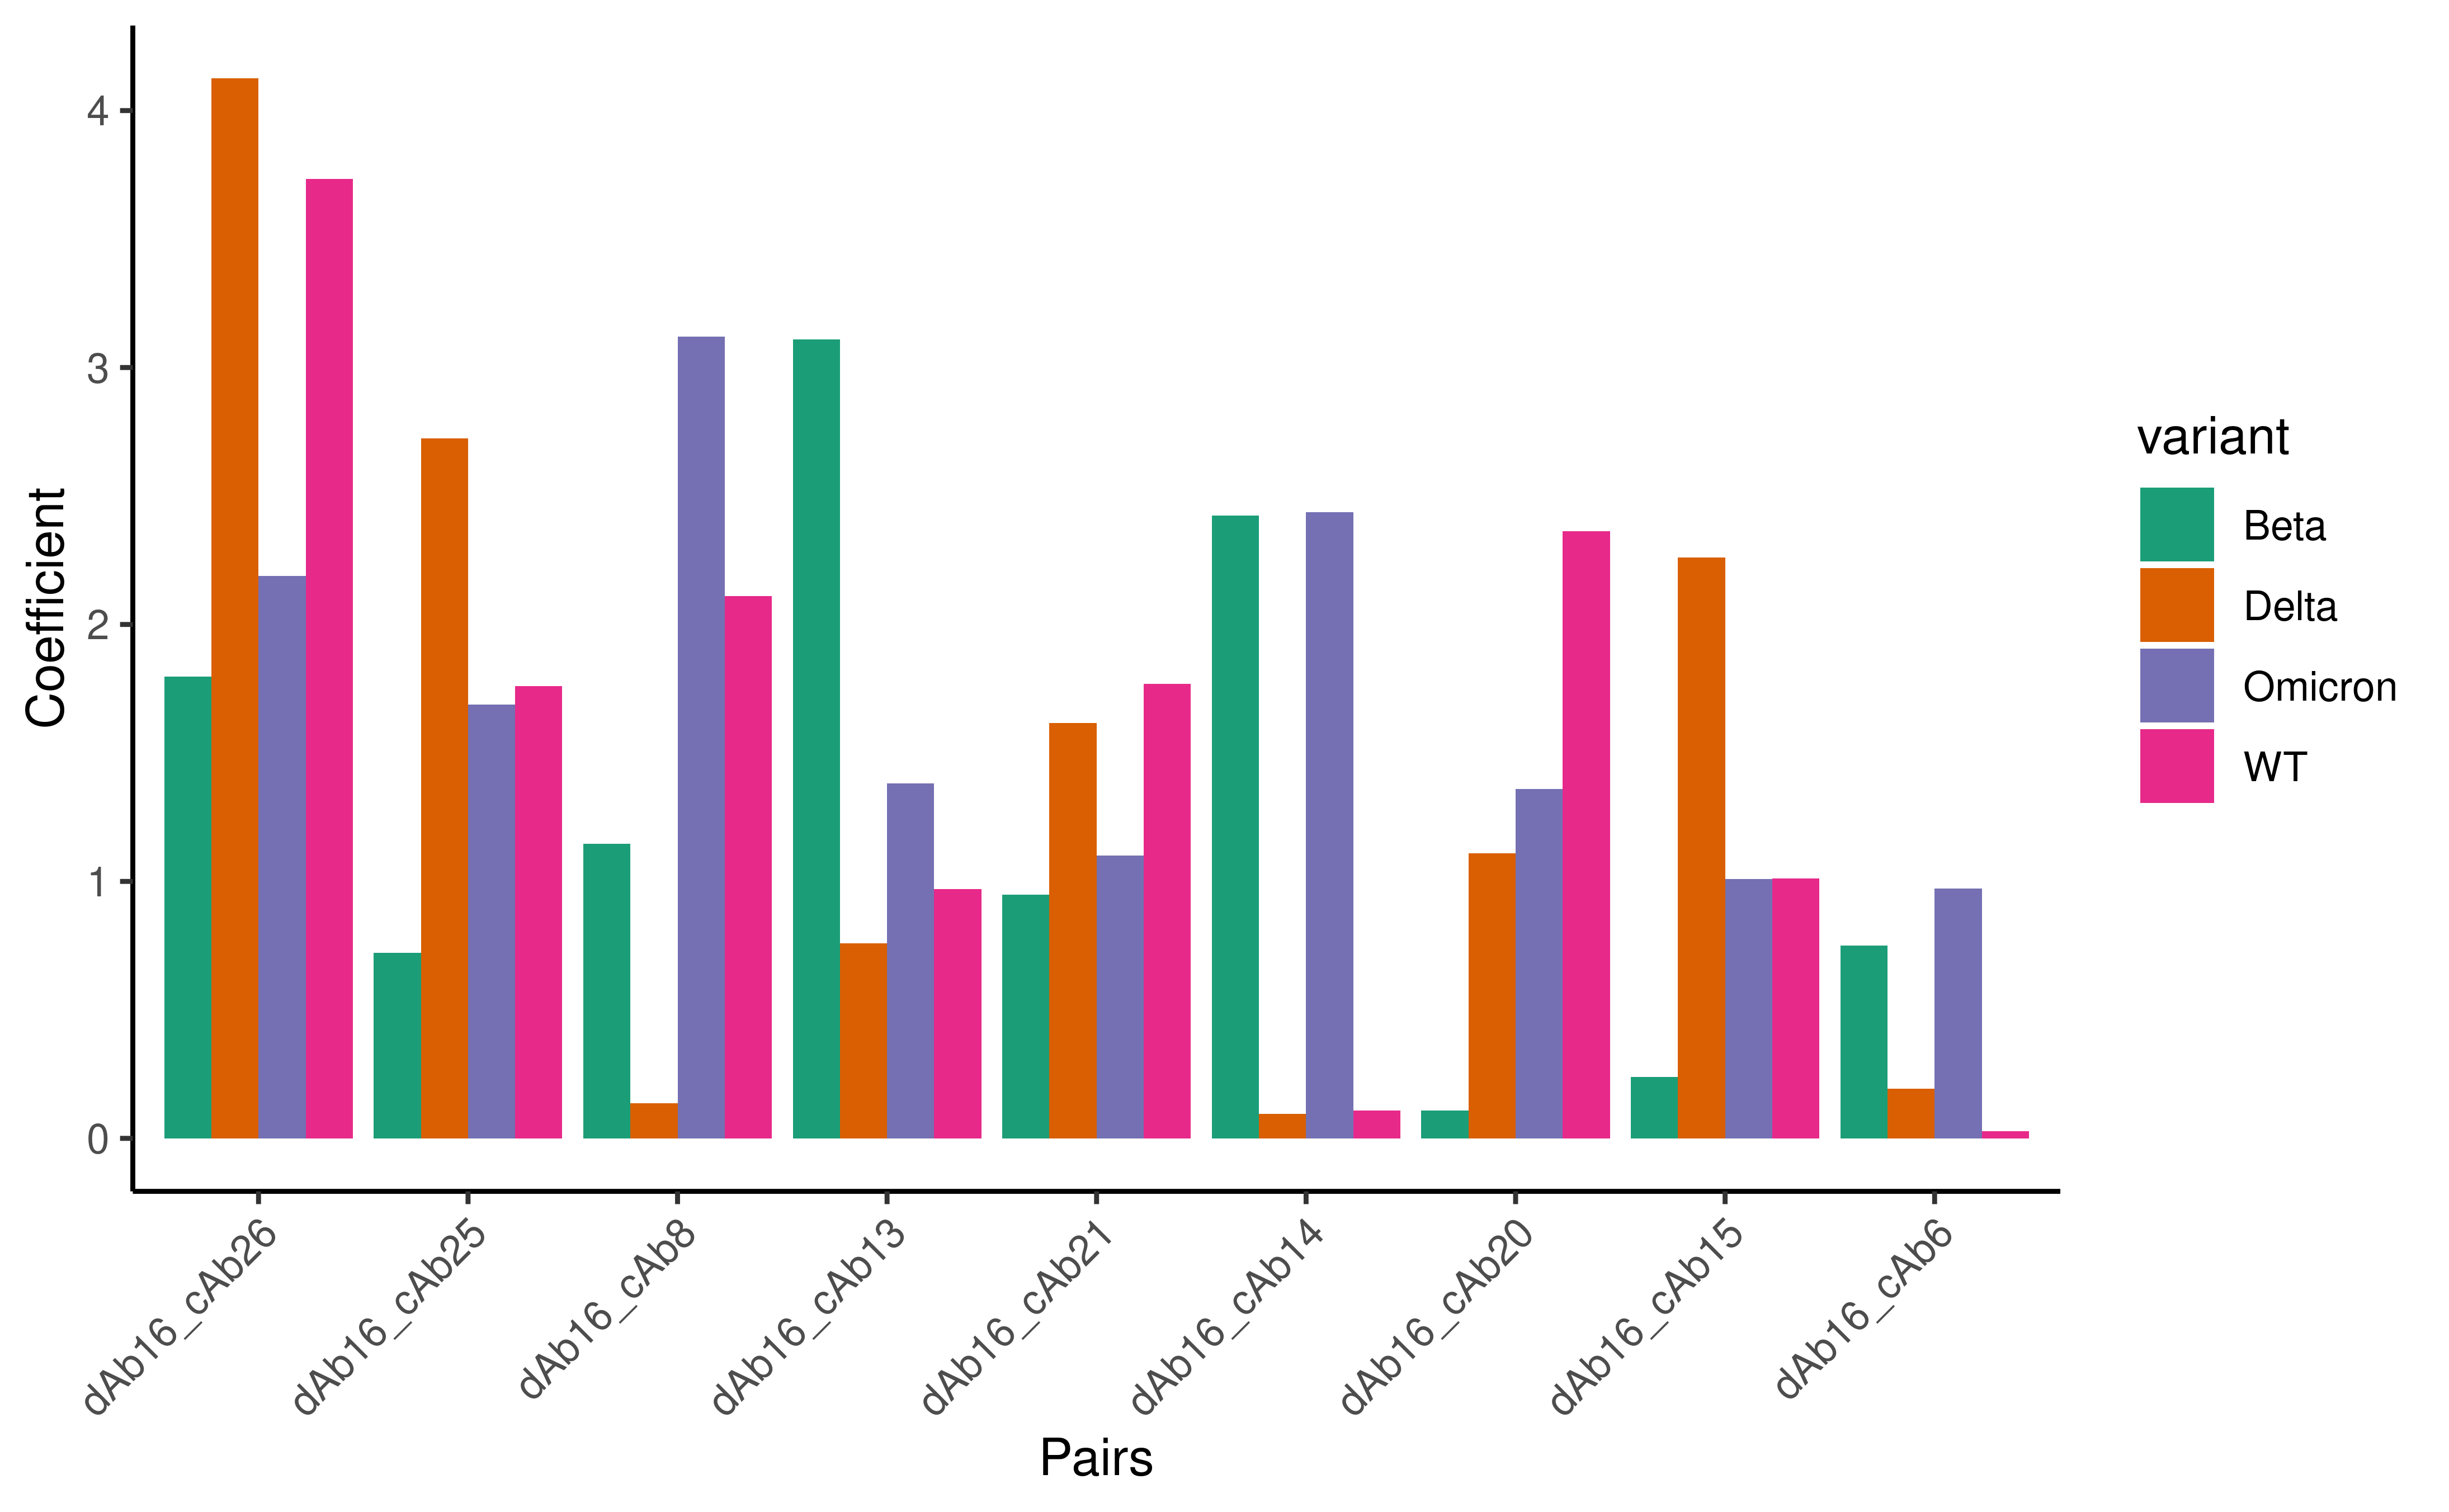 4
3
2
1
0
Coefficient
dAb16_cAb26
dAb16_cAb25
dAb16_cAb8
dAb16_cAb13
dAb16_cAb21
dAb16_cAb14
dAb16_cAb20
dAb16_cAb15
dAb16_cAb6
Pairs
variant
Beta
Delta
Omicron
WT